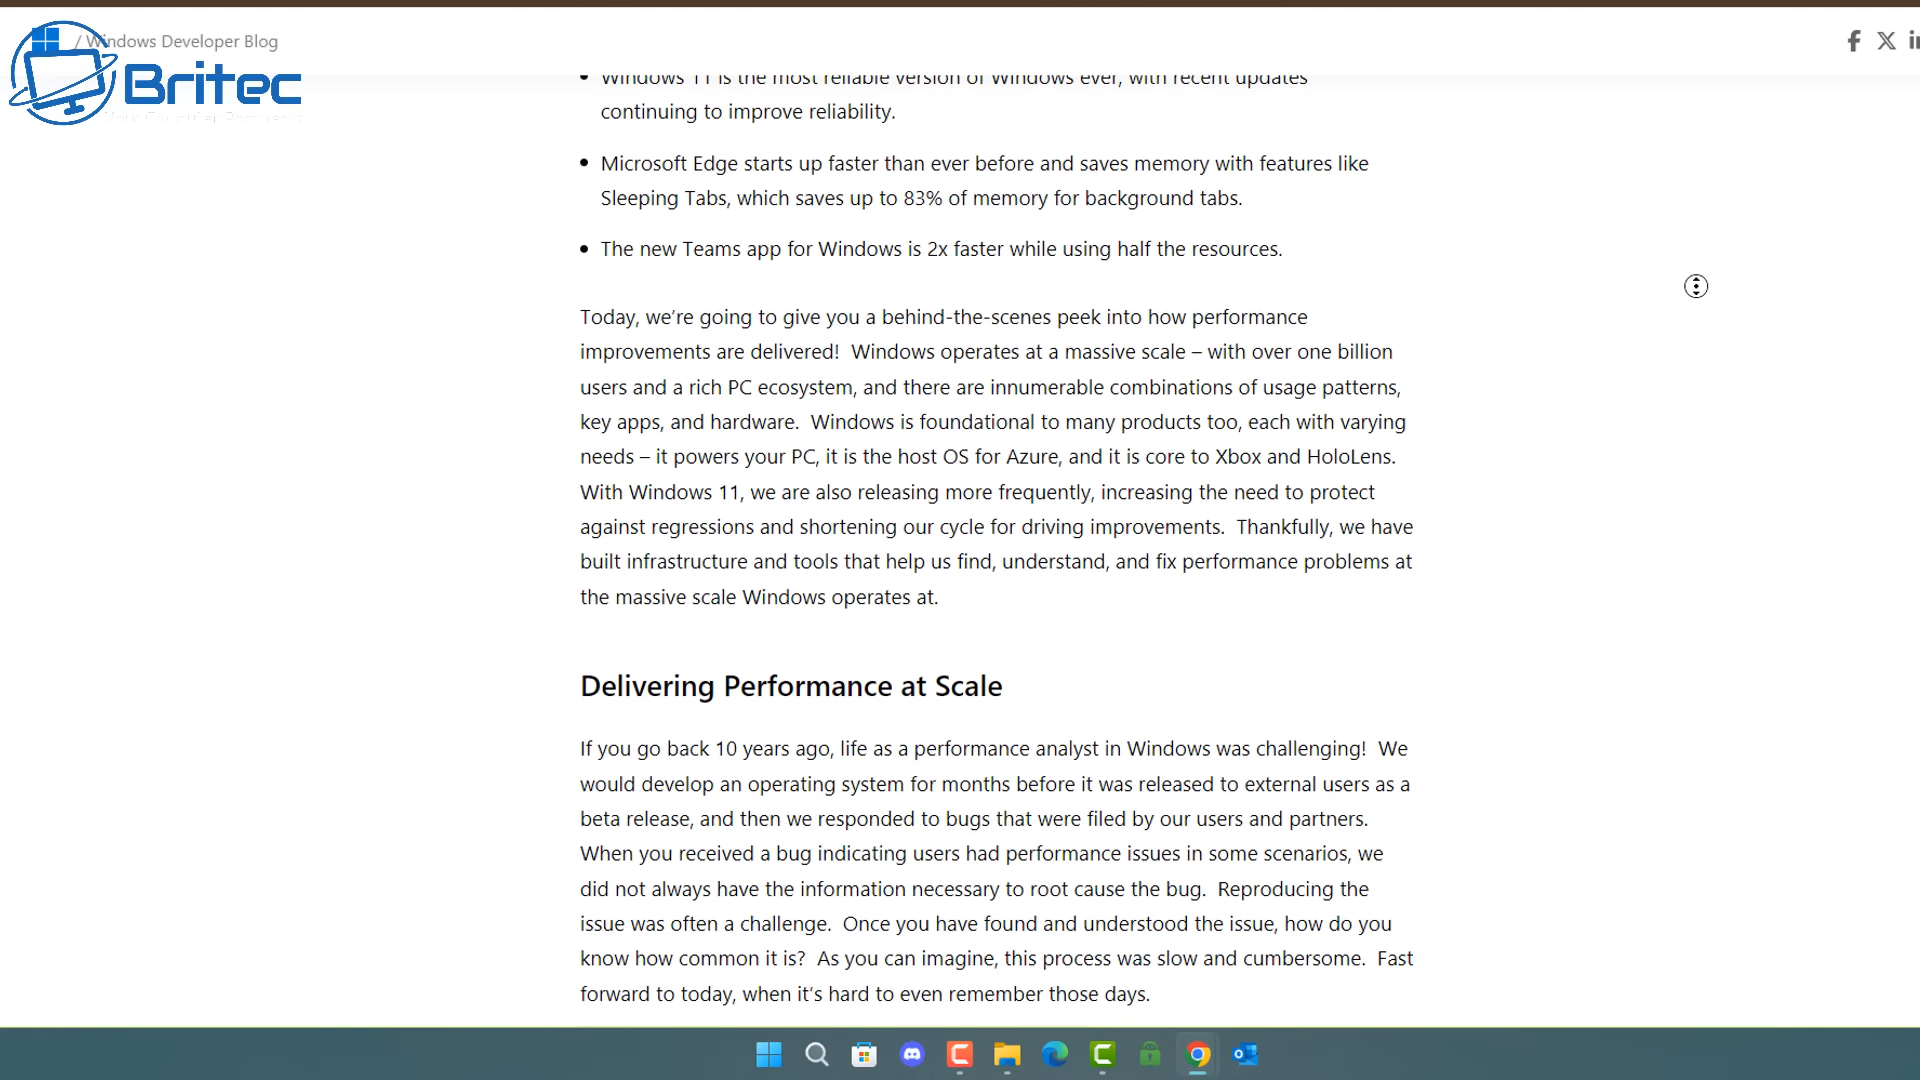 / Windows Developer Blog
Britec
• Windows 11 is the most reliable version of Windows ever, with recent updates
continuing to improve reliability.
• Microsoft Edge starts up faster than ever before and saves memory with features like
Sleeping Tabs, which saves up to 83% of memory for background tabs.
• The new Teams app for Windows is 2x faster while using half the resources.
Today, we’re going to give you a behind-the-scenes peek into how performance
improvements are delivered!  Windows operates at a massive scale – with over one billion
users and a rich PC ecosystem, and there are innumerable combinations of usage patterns,
key apps, and hardware.  Windows is foundational to many products too, each with varying
needs – it powers your PC, it is the host OS for Azure, and it is core to Xbox and HoloLens.
With Windows 11, we are also releasing more frequently, increasing the need to protect
against regressions and shortening our cycle for driving improvements.  Thankfully, we have
built infrastructure and tools that help us find, understand, and fix performance problems at
the massive scale Windows operates at.
Delivering Performance at Scale
If you go back 10 years ago, life as a performance analyst in Windows was challenging!  We
would develop an operating system for months before it was released to external users as a
beta release, and then we responded to bugs that were filed by our users and partners.
When you received a bug indicating users had performance issues in some scenarios, we
did not always have the information necessary to root cause the bug.  Reproducing the
issue was often a challenge.  Once you have found and understood the issue, how do you
know how common it is?  As you can imagine, this process was slow and cumbersome.  Fast
forward to today, when it’s hard to even remember those days.